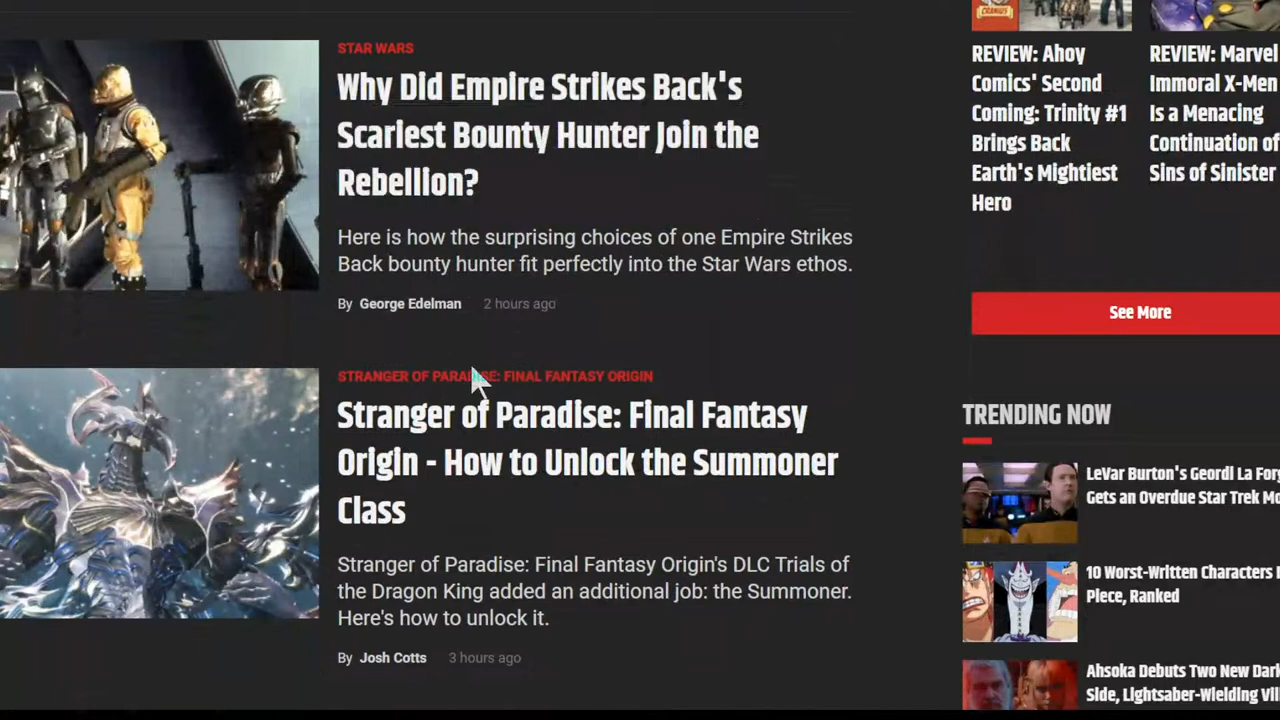 STAR WARS
Why Did Empire Strikes Back's
Scariest Bounty Hunter Join the
Rebellion?
Here is how the surprising choices of one Empire Strikes
Back bounty hunter fit perfectly into the Star Wars ethos.
By George Edelman 2 hours ago
STRANGER OF PARADISE: FINAL FANTASY ORIGIN
Stranger of Paradise: Final Fantasy
Origin - How to Unlock the Summoner
Class
Stranger of Paradise: Final Fantasy Origin's DLC Trials of
the Dragon King added an additional job: the Summoner.
Here's how to unlock it.
By Josh Cotts 3 hours ago
CRANIUS
REVIEW: Ahoy
Comics' Second
Coming: Trinity #1
Brings Back
Earth's Mightiest
Hero
REVIEW: Marvel
Immoral X-Men
Is a Menacing
Continuation of
Sins of Sinister
See More
TRENDING NOW
LeVar Burton's Geordi La For
Gets an Overdue Star Trek Mo
10 Worst-Written Characters
Piece, Ranked
Ahsoka Debuts Two New Dark
Side, Lightsaber-Wielding Vil